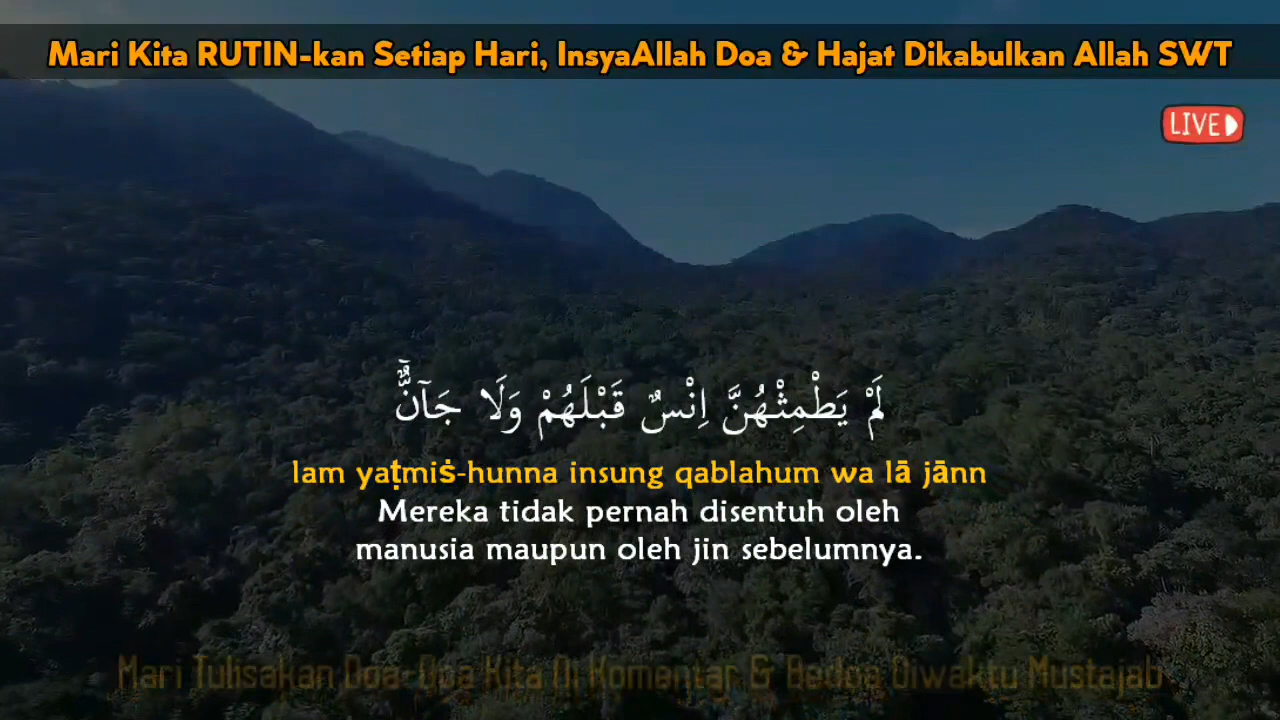 Mari Kita RUTIN-kan Setiap Hari, InsyaAllah Doa & Hajat Dikabulkan Allah SWT
LIVE
لَمْ يَطْمِثْهُنَّ اِنْسٌ قَبْلَهُمْ وَلَا جَاۤنٌّۚ
lam yaṭmiṡ-hunna insung qablahum wa lā jānn
Mereka tidak pernah disentuh oleh
manusia maupun oleh jin sebelumnya.
Mari Tulisakan Doa-Doa Kita Di Komentar & Bedoa Diwaktu Mustajab